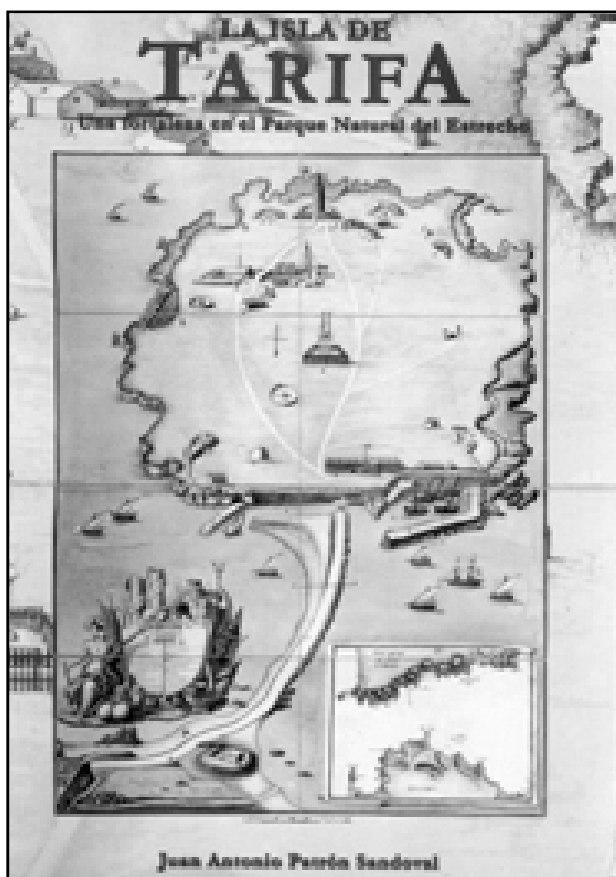 LA ISLA DE
TARIFA
Una fortaleza en el Parque Natural del Estrecho
Juan Antonio Patrón Sandoval